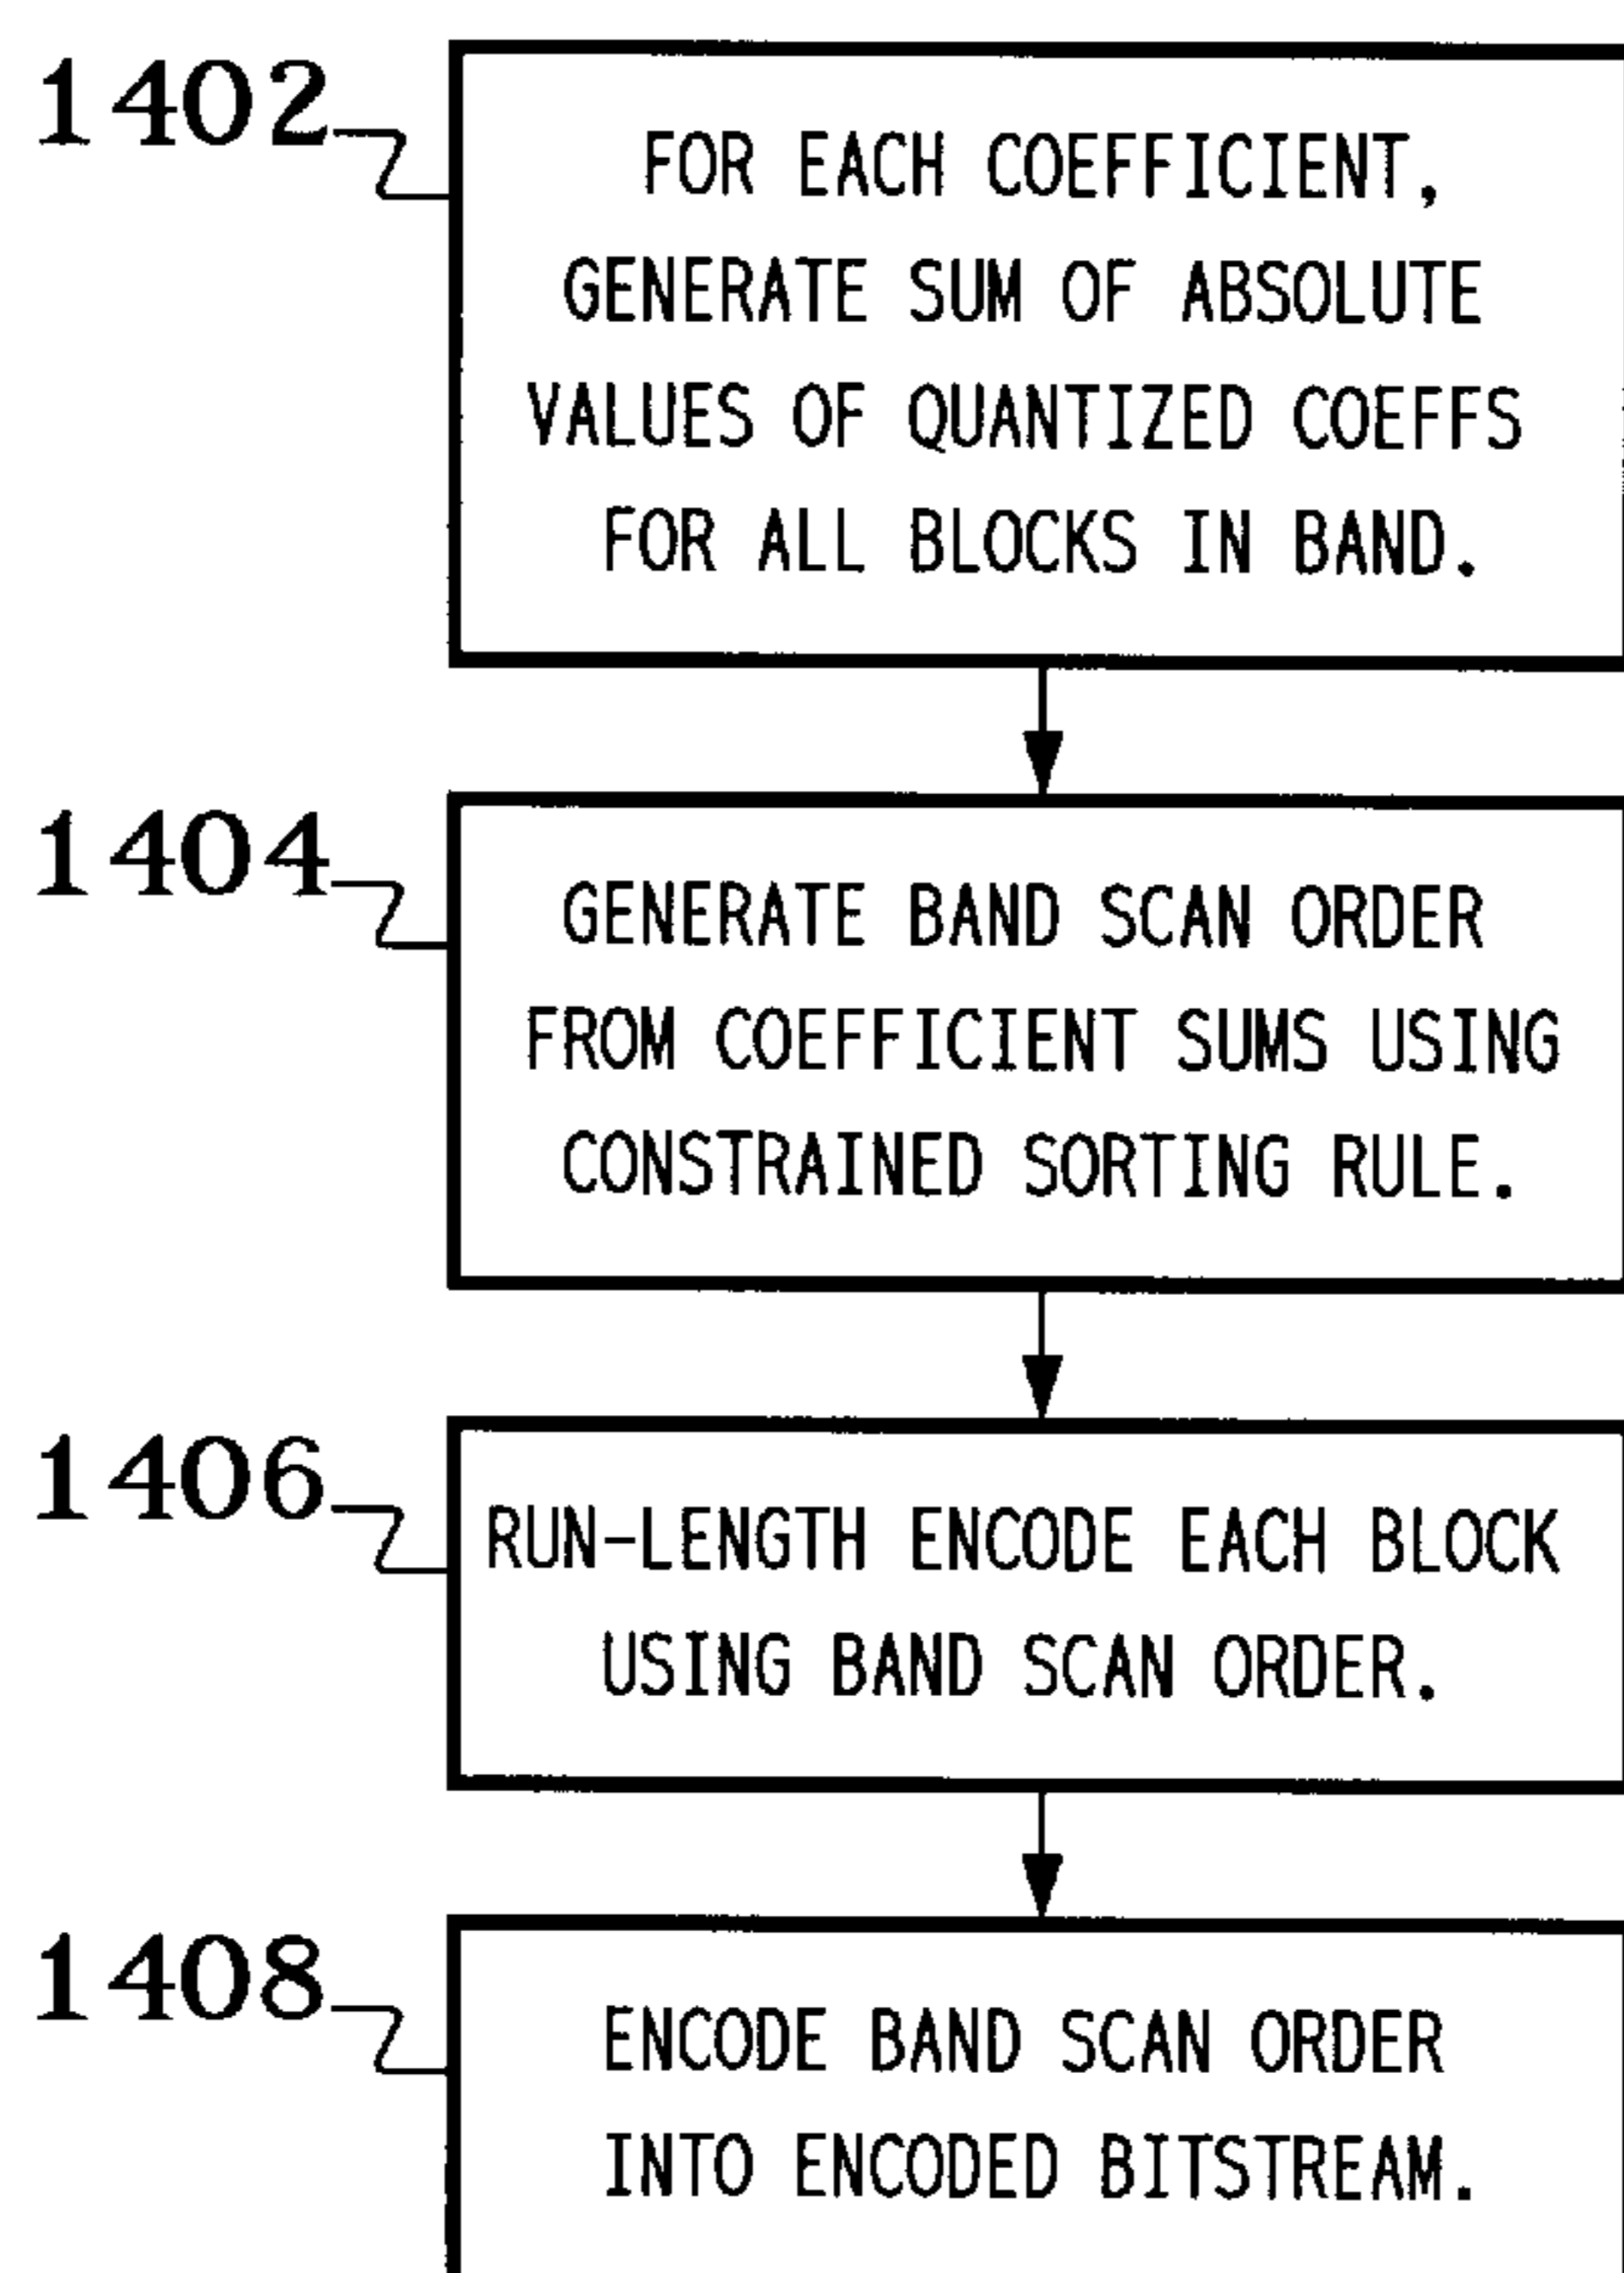 1402
FOR EACH COEFFICIENT,
GENERATE SUM OF ABSOLUTE
VALUES OF QUANTIZED COEFFS
FOR ALL BLOCKS IN BAND.
1404
GENERATE BAND SCAN ORDER
FROM COEFFICIENT SUMS USING
CONSTRAINED SORTING RULE.
1406
RUN-LENGTH ENCODE EACH BLOCK
USING BAND SCAN ORDER.
1408
ENCODE BAND SCAN ORDER
INTO ENCODED BITSTREAM.